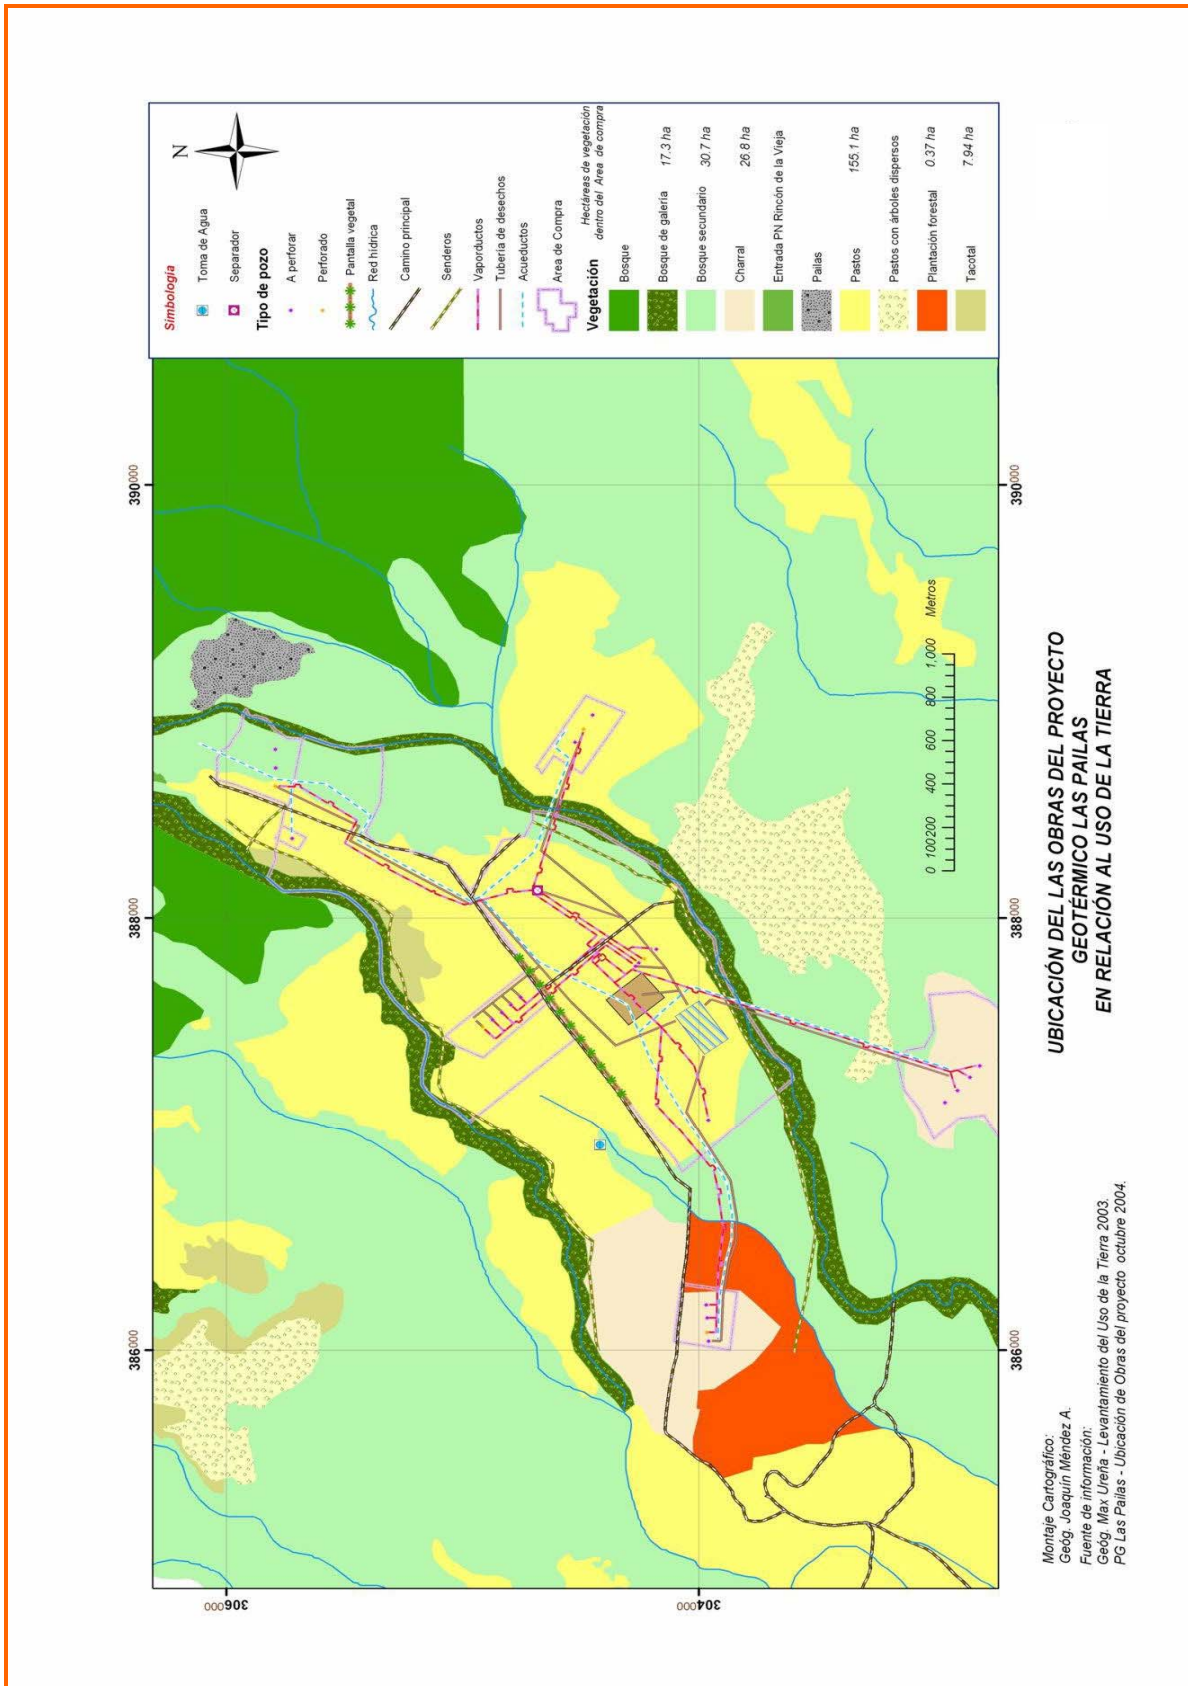 Simbología
N
Toma de Agua
Separador
Tipo de pozo
A perforar
Perforado
Pantalla vegetal
Red hídrica
Camino principal
Senderos
Vaporductos
Tubería de desechos
Acueductos
Area de Compra
Hectáreas de vegetación
dentro del Area de compra
Vegetación
Bosque
Bosque de galería 17.3 ha
Bosque secundario 30.7 ha
Charral 26.8 ha
Entrada PN Rincón de la Vieja
Pailas
Pastos 155.1 ha
Pastos con árboles dispersos
Plantación forestal 0.37 ha
Tacotal 7.94 ha
390000
390000
388000
388000
386000
386000
306000
304000
0 100200 400 600 800 1,000 Metros
UBICACIÓN DEL LAS OBRAS DEL PROYECTO
GEOTÉRMICO LAS PAILAS
EN RELACIÓN AL USO DE LA TIERRA
Montaje Cartográfico:
Geóg. Joaquín Méndez A.
Fuente de información:
Geóg. Max Ureña - Levantamiento del Uso de la Tierra 2003.
PG Las Pailas - Ubicación de Obras del proyecto octubre 2004.